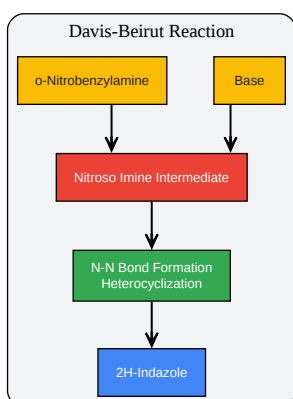 Davis-Beirut Reaction
o-Nitrobenzylamine
Base
Nitroso Imine Intermediate
N-N Bond Formation
Heterocyclization
2H-Indazole